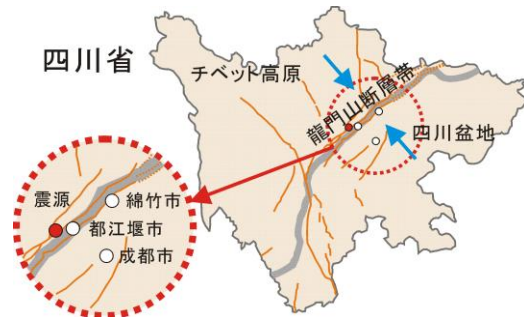 四川省
チベット高原
龍門山断層帯
四川盆地
震源
綿竹市
都江堰市
成都市